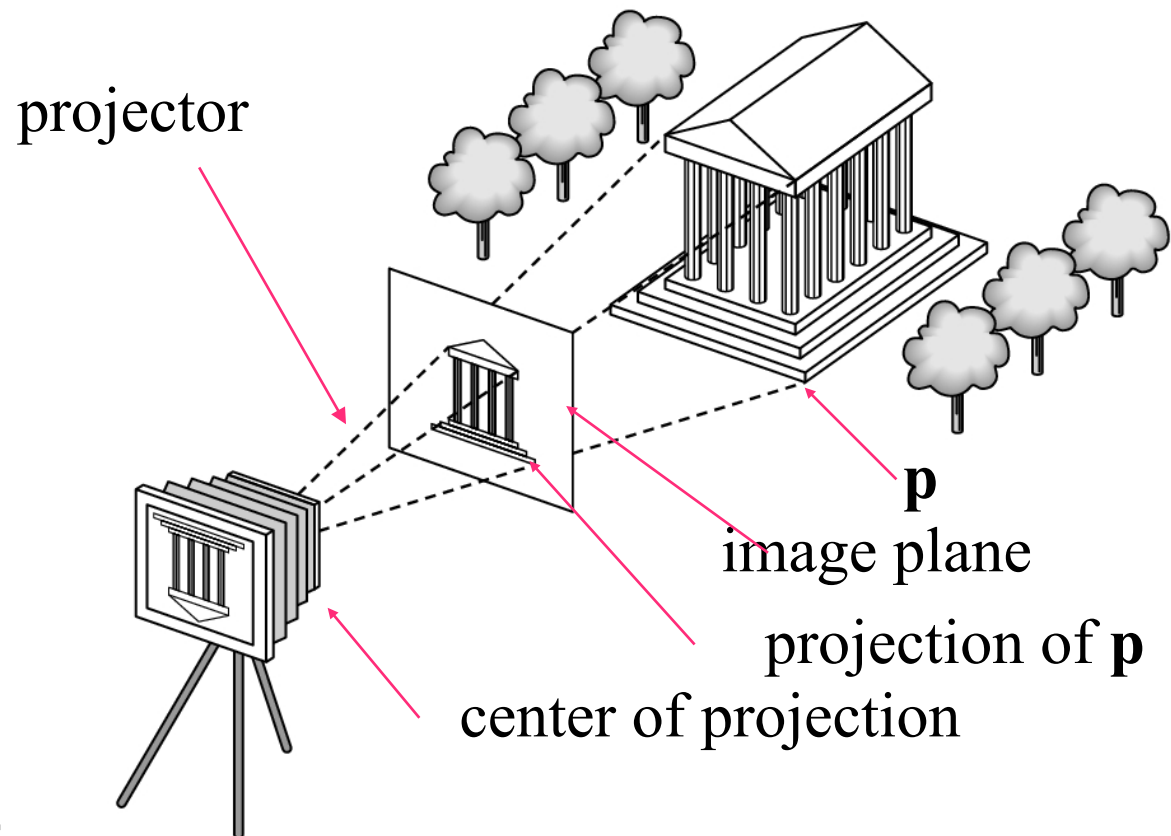 projector
p
image plane
projection of p
center of projection